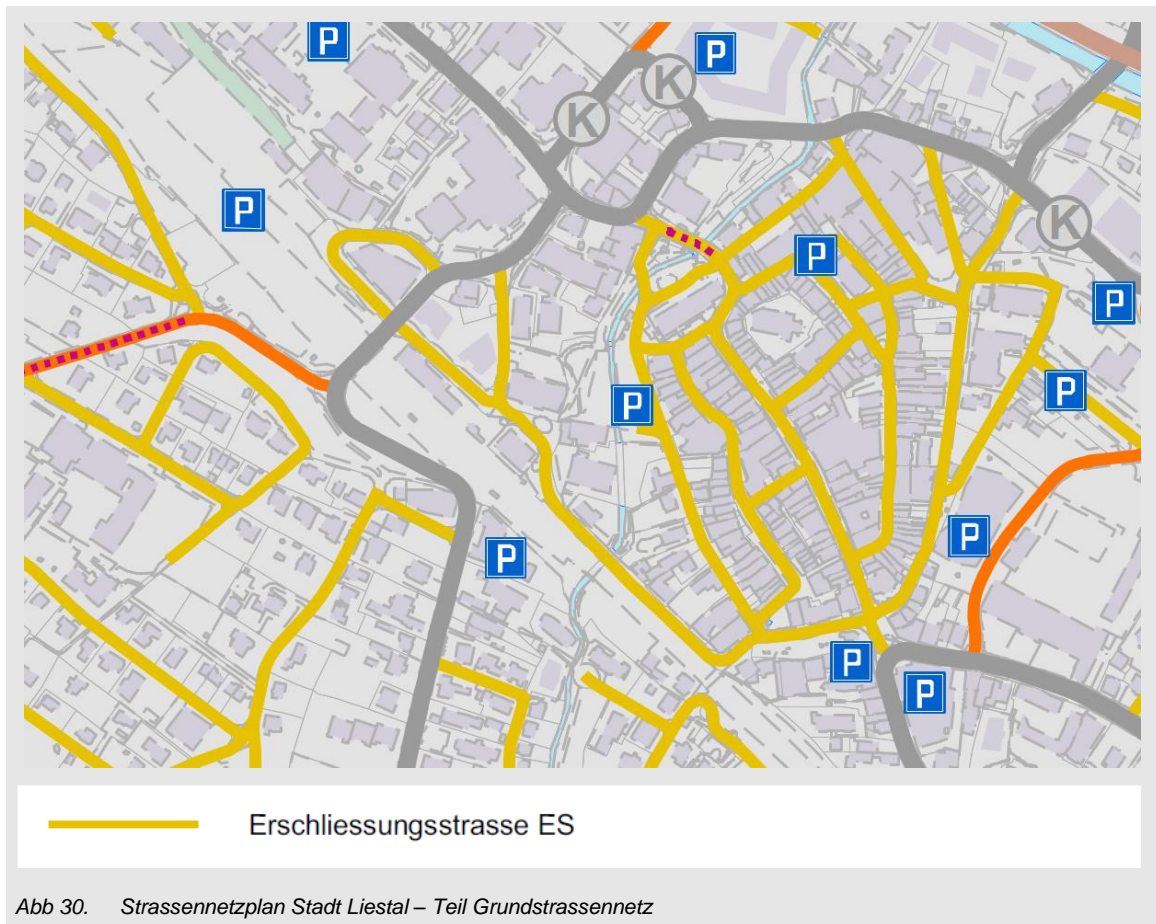 P
P
K
K
P
P
K
P
P
P
P
P
P
P
Erschliessungsstrasse ES
Abb 30. Strassennetzplan Stadt Liestal – Teil Grundstrassennetz